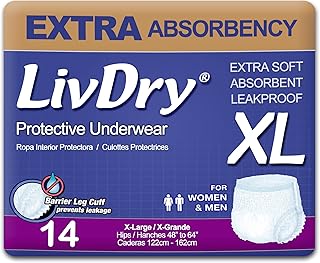 EXTRA ABSORBENCY
LivDry®
Protective Underwear
Ropa Interior Protectora / Culottes Protectrices
EXTRA SOFT
ABSORBENT
LEAKPROOF
XL
Barrier Leg Cuff
prevents leakage
FOR
WOMEN
& MEN
14
X-Large / X-Grande
Hips / Hanches 48" to 64"
Caderas 122cm - 162cm